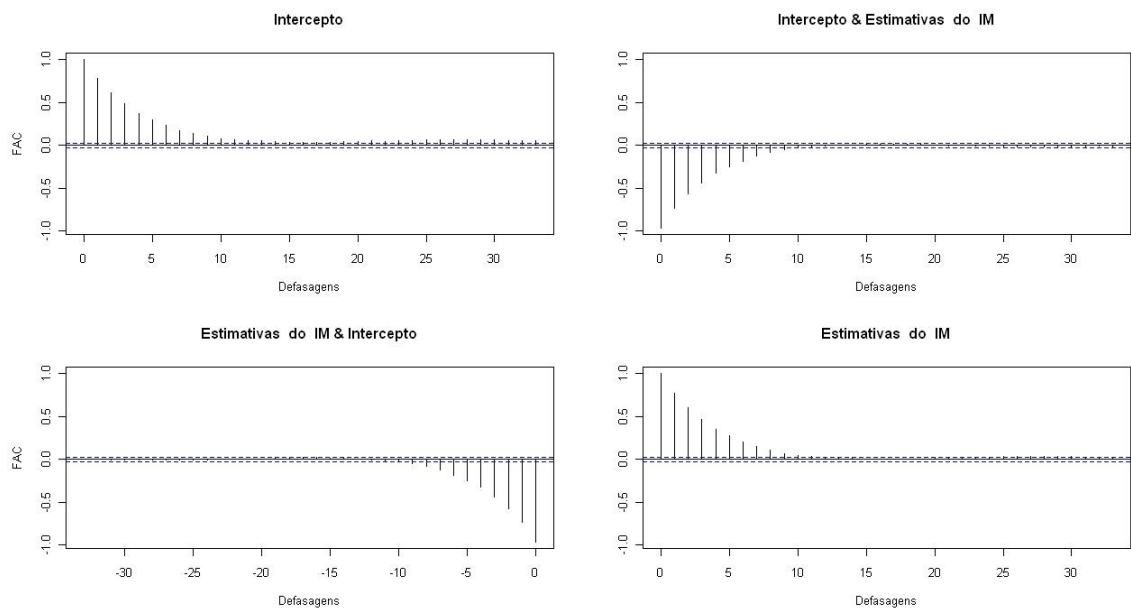 Intercepto
FAC
1.0
0.5
0.0
-0.5
-1.0
0 5 10 15 20 25 30
Defasagens
Intercepto & Estimativas do IM
1.0
0.5
0.0
-0.5
-1.0
0 5 10 15 20 25 30
Defasagens
Estimativas do IM & Intercepto
FAC
1.0
0.5
0.0
-0.5
-1.0
-30 -25 -20 -15 -10 -5 0
Defasagens
Estimativas do IM
1.0
0.5
0.0
-0.5
-1.0
0 5 10 15 20 25 30
Defasagens